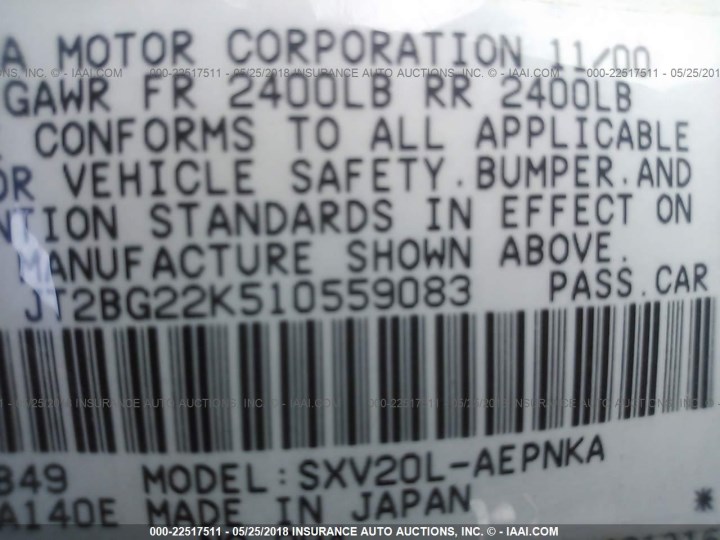 A MOTOR CORPORATION 11/00
GAWR FR 2400LB RR 2400LB
CONFORMS TO ALL APPLICABLE
OR VEHICLE SAFETY.BUMPER.AND
NTION STANDARDS IN EFFECT ON
MANUFACTURE SHOWN ABOVE.
JT2BG22K510559083 PASS.CAR
849 MODEL:SXV20L-AEPNKA
A140E MADE IN JAPAN *
000-22517511 - 05/25/2018 INSURANCE AUTO AUCTIONS, INC. - © IAAI.COM